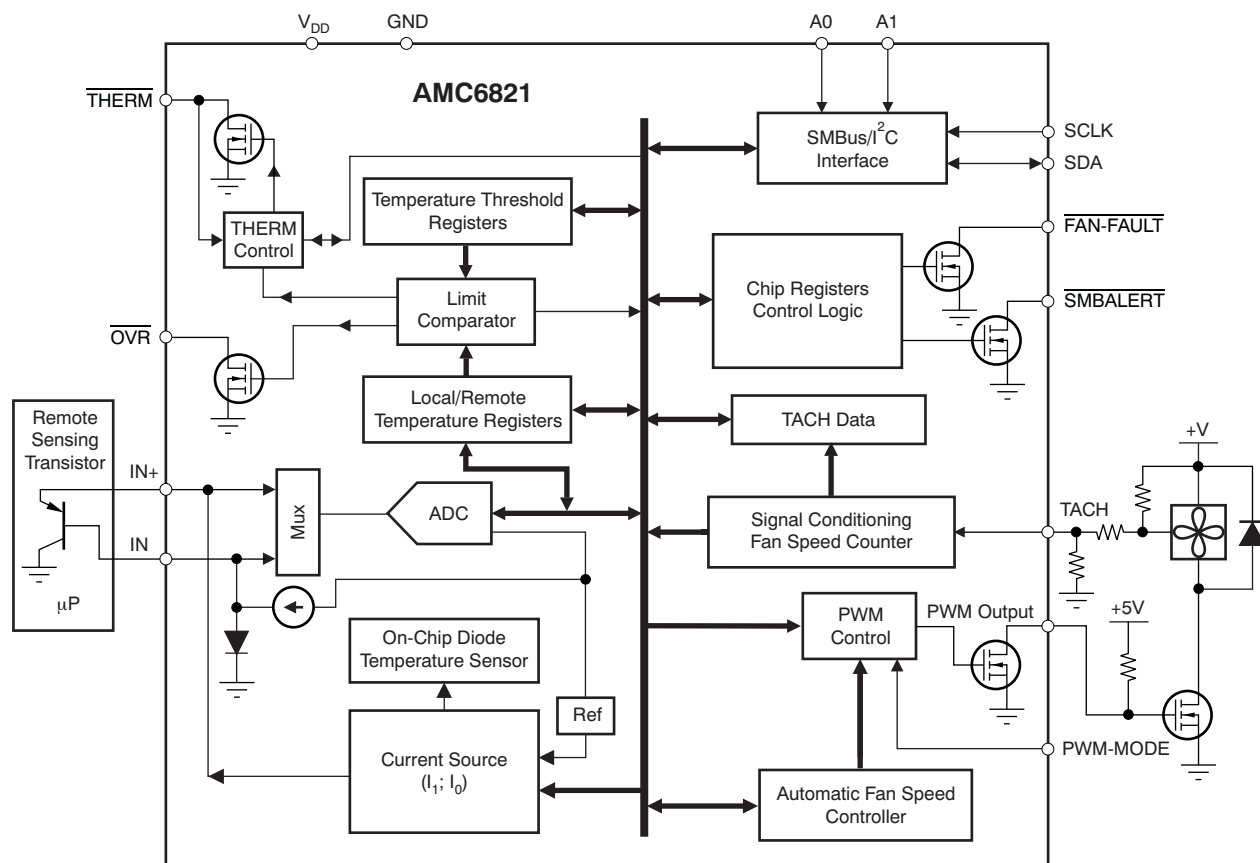 V_DD
GND
A0
A1
AMC6821
THERM
SMBus/I²C
Interface
SCLK
SDA
Temperature Threshold
Registers
THERM
Control
FAN-FAULT
Chip Registers
Control Logic
Limit
Comparator
SMBALERT
OVR
Local/Remote
Temperature Registers
Remote
Sensing
Transistor
TACH Data
+V
IN+
Mux
ADC
Signal Conditioning
Fan Speed Counter
TACH
IN
μP
On-Chip Diode
Temperature Sensor
PWM
Control
PWM Output
+5V
Ref
Current Source
(I₁; I₀)
PWM-MODE
Automatic Fan Speed
Controller